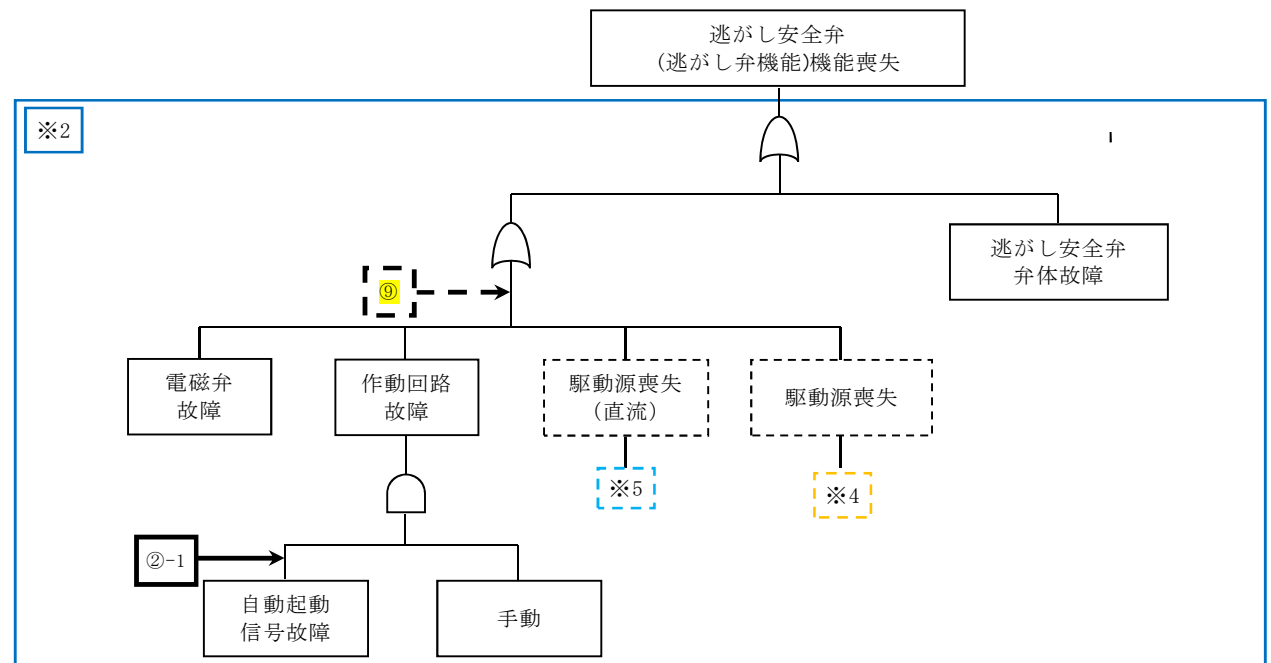 逃がし安全弁
(逃がし弁機能)機能喪失
※2
逃がし安全弁
弁体故障
⑨
電磁弁
故障
作動回路
故障
駆動源喪失
(直流)
駆動源喪失
※5
※4
②-1
自動起動
信号故障
手動